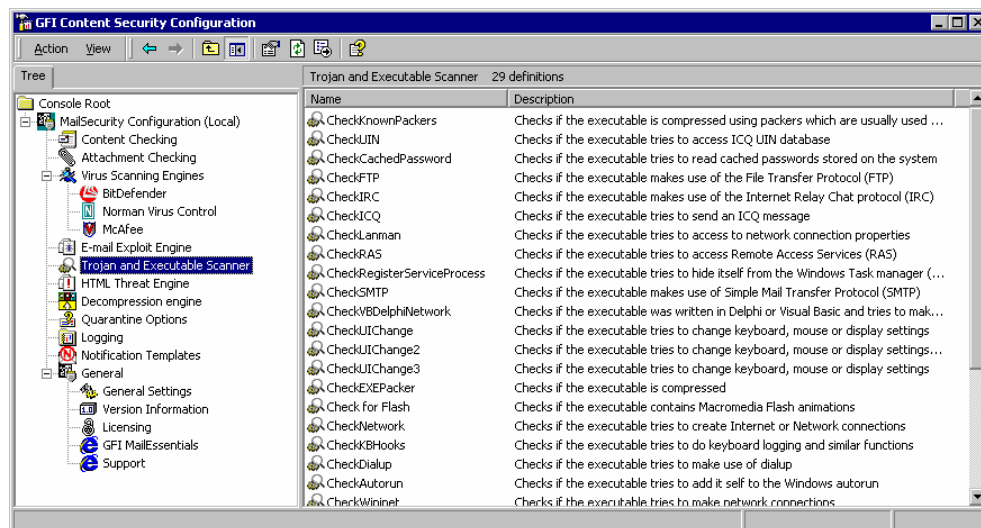 GFI Content Security Configuration
Action View
Tree
Trojan and Executable Scanner 29 definitions
Console Root
MailSecurity Configuration (Local)
Content Checking
Attachment Checking
Virus Scanning Engines
BitDefender
Norman Virus Control
McAfee
E-mail Exploit Engine
Trojan and Executable Scanner
HTML Threat Engine
Decompression engine
Quarantine Options
Logging
Notification Templates
General
General Settings
Version Information
Licensing
GFI MailEssentials
Support
Name Description
CheckKnownPackers Checks if the executable is compressed using packers which are usually used ...
CheckUIN Checks if the executable tries to access ICQ UIN database
CheckCachedPassword Checks if the executable tries to read cached passwords stored on the system
CheckFTP Checks if the executable makes use of the File Transfer Protocol (FTP)
CheckIRC Checks if the executable makes use of the Internet Relay Chat protocol (IRC)
CheckICQ Checks if the executable tries to send an ICQ message
CheckLanman Checks if the executable tries to access to network connection properties
CheckRAS Checks if the executable tries to access Remote Access Services (RAS)
CheckRegisterServiceProcess Checks if the executable tries to hide itself from the Windows Task manager (...
CheckSMTP Checks if the executable makes use of Simple Mail Transfer Protocol (SMTP)
CheckVBDelphiNetwork Checks if the executable was written in Delphi or Visual Basic and tries to mak...
CheckUIChange Checks if the executable tries to change keyboard, mouse or display settings
CheckUIChange2 Checks if the executable tries to change keyboard, mouse or display settings...
CheckUIChange3 Checks if the executable tries to change keyboard, mouse or display settings
CheckEXEPacker Checks if the executable is compressed
Check for Flash Checks if the executable contains Macromedia Flash animations
CheckNetwork Checks if the executable tries to create Internet or Network connections
CheckKBHooks Checks if the executable tries to do keyboard logging and similar functions
CheckDialup Checks if the executable tries to make use of dialup
CheckAutorun Checks if the executable tries to add it self to the Windows autorun
CheckWininet Checks if the executable tries to make network connections